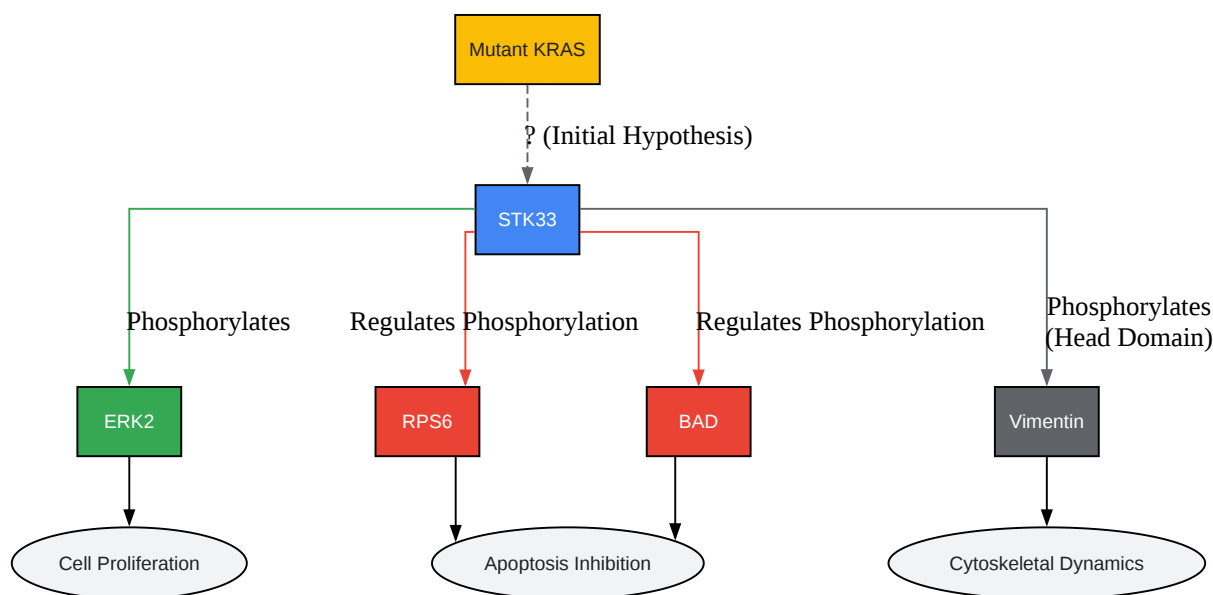 Mutant KRAS
? (Initial Hypothesis)
STK33
Phosphorylates
Regulates Phosphorylation
Regulates Phosphorylation
Phosphorylates
(Head Domain)
ERK2
RPS6
BAD
Vimentin
Cell Proliferation
Apoptosis Inhibition
Cytoskeletal Dynamics